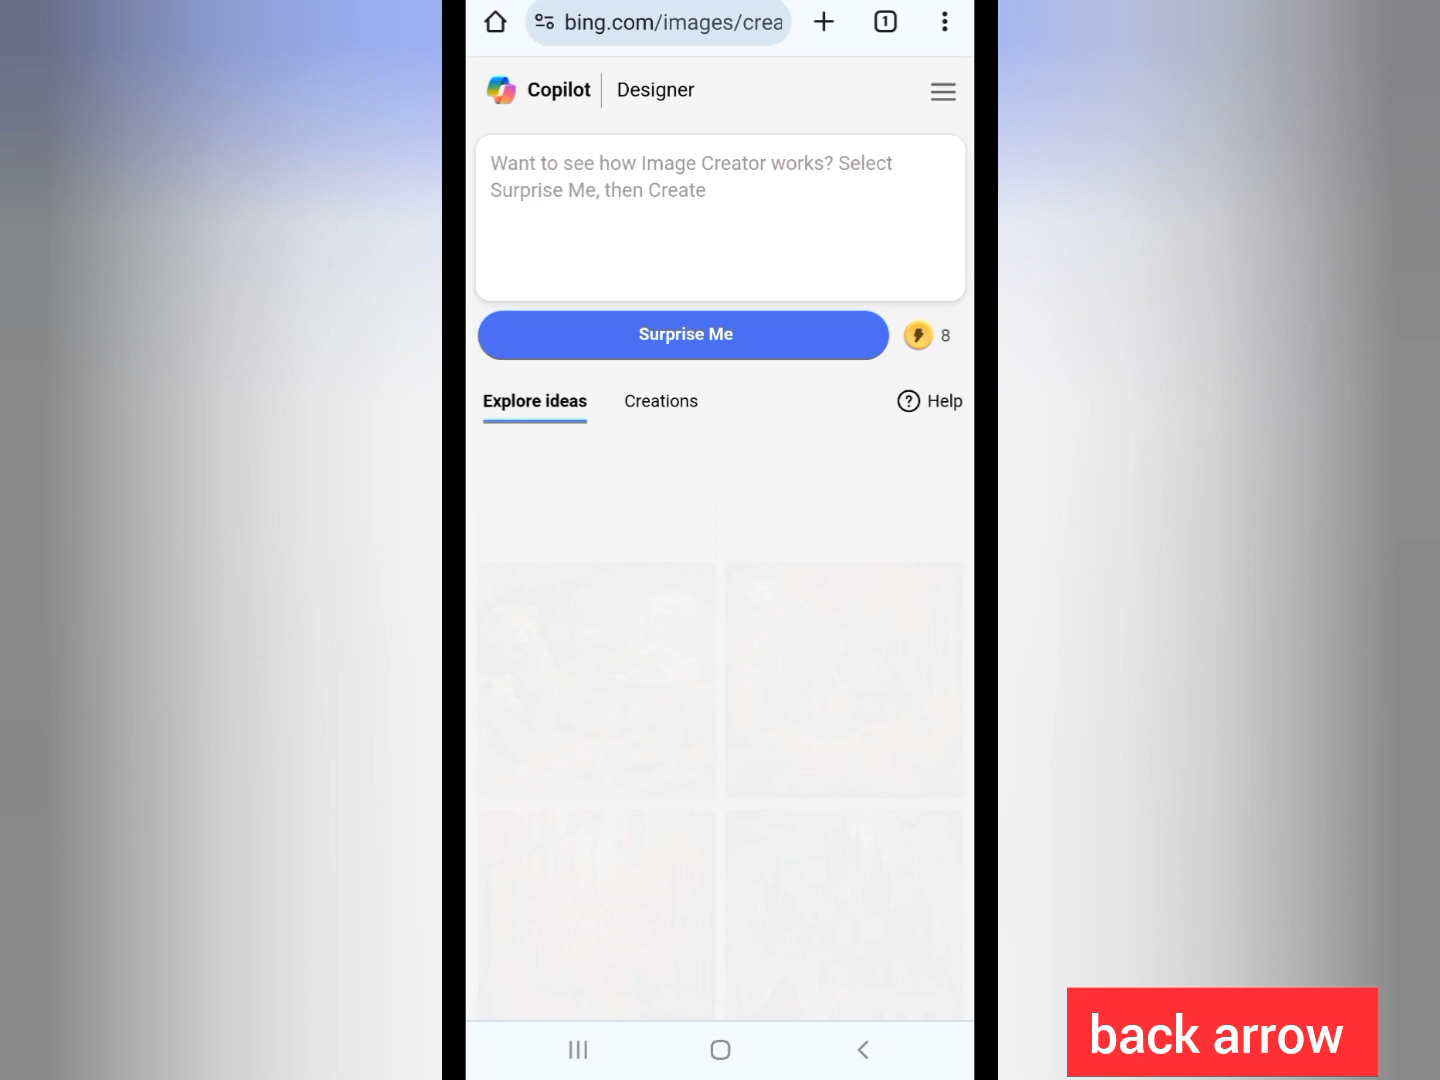 bing.com/images/crea
1
Copilot
Designer
Want to see how Image Creator works? Select
Surprise Me, then Create
Surprise Me
8
Explore ideas
Creations
? Help
back arrow